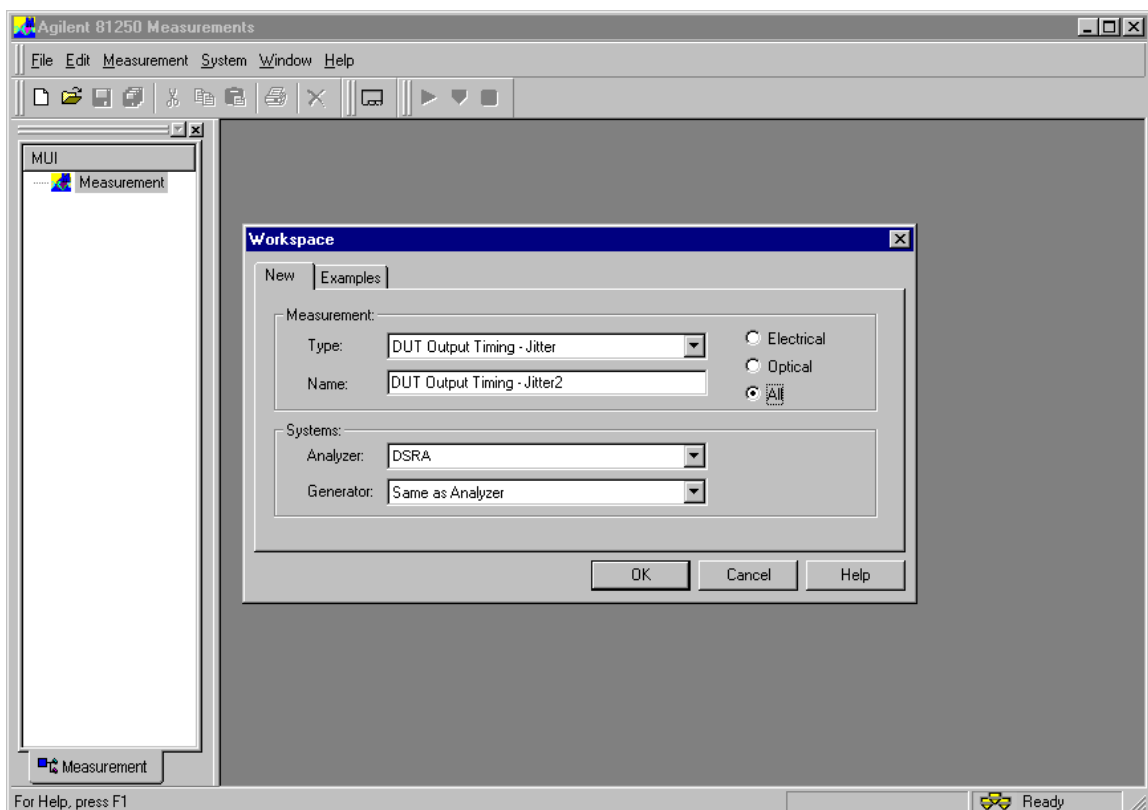 Agilent 81250 Measurements
File Edit Measurement System Window Help
MUI
Measurement
Workspace
New Examples
Measurement:
Type: DUT Output Timing - Jitter
Name: DUT Output Timing - Jitter2
Electrical
Optical
All
Systems:
Analyzer: DSRA
Generator: Same as Analyzer
OK Cancel Help
Measurement
For Help, press F1 Ready